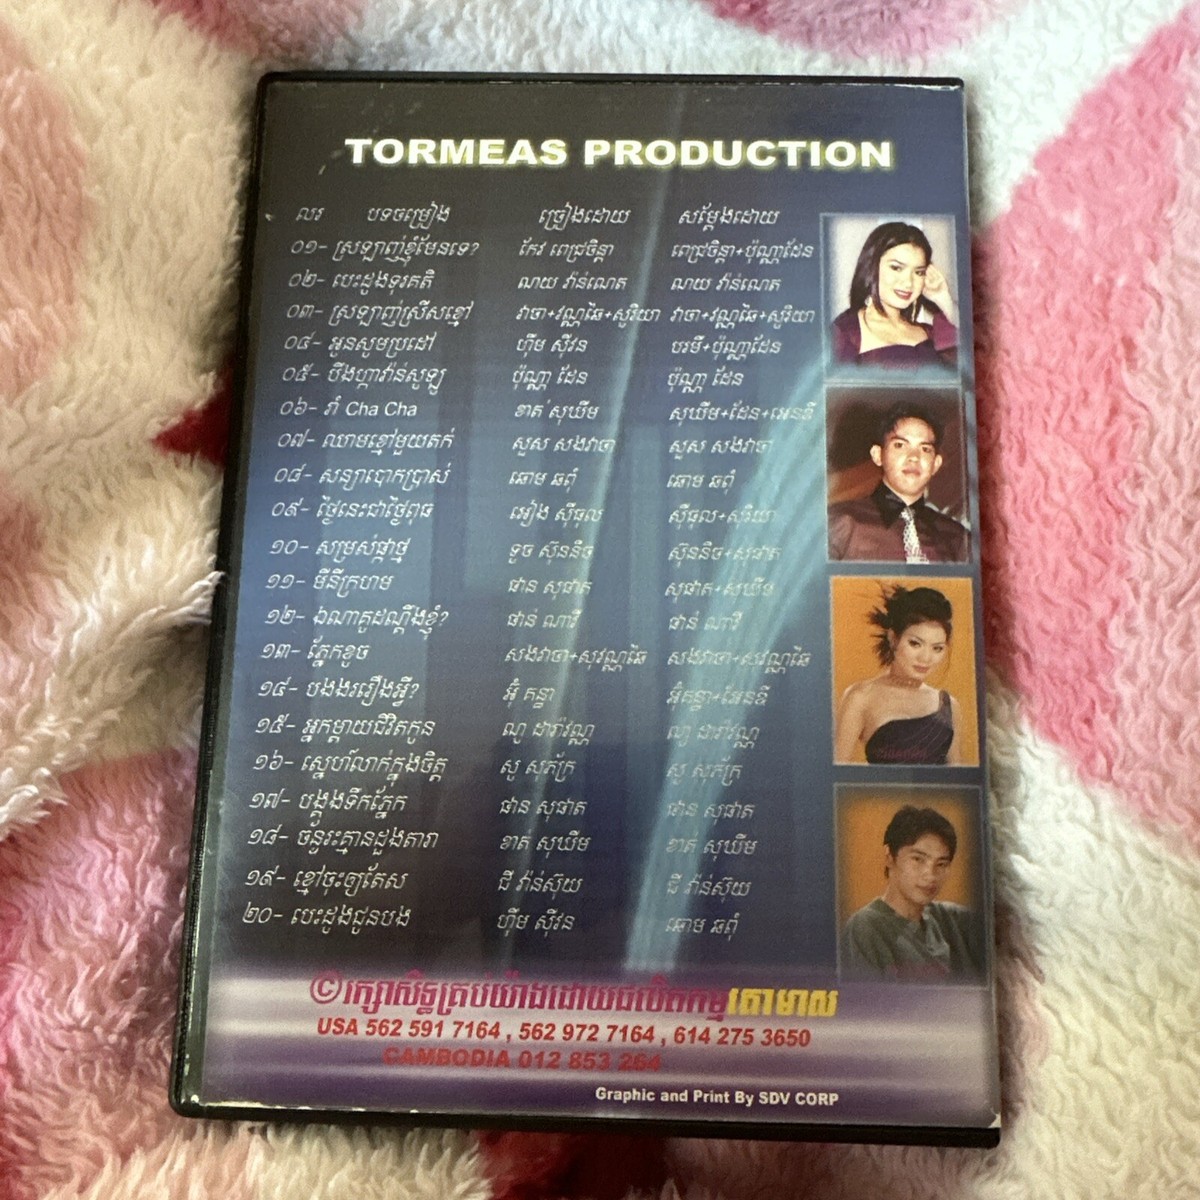 TORMEAS PRODUCTION
លរ បទចម្រៀង ច្រៀងដោយ សម្ដែងដោយ
០១- ស្រឡាញ់ខ្ញុំមែនទេ? កែវ ពេជ្រចិន្ដា ពេជ្រចិន្ដា+ប៉ុណ្ណាដែន
០២- បេះដូងទុរគតិ ណយ វ៉ាន់ណេត ណយ វ៉ាន់ណេត
០៣- ស្រឡាញ់ស្រីសខ្មៅ វាចា+វណ្ណឆៃ+សូរិយា វាចា+វណ្ណឆៃ+សូរិយា
០៤- អូនសូមប្រដៅ ហ៊ឹម ស៊ីវន បរមី+ប៉ុណ្ណាដែន
០៥- បឹងហ្គាវ៉ាន់សូឡូ ប៉ុណ្ណា ដែន ប៉ុណ្ណា ដែន
០៦- រាំ Cha Cha ខាត់ សុឃីម សុឃីម+ដែន+អេនឌី
០៧- ឈាមខ្មៅមួយតក់ សួស សងវាចា សួស សងវាចា
០៨- សន្យាបោកប្រាស់ ឆោម ឆពុំ ឆោម ឆពុំ
០៩- ថ្ងៃនេះជាថ្ងៃពុធ អៀង ស៊ីធុល ស៊ីធុល+សូរិយា
១០- សម្រស់ផ្កាថ្ម ទូច ស៊ុននិច ស៊ុននិច+សុផាត
១១- មីនីក្រហម ផាន សុផាត សុផាត+សុឃីម
១២- ឯណាគូដណ្ដឹងខ្ញុំ? ផាន់ ណាវី ផាន់ ណាវី
១៣- ភ្នែកខូច សងវាចា+សុវណ្ណឆៃ សងវាចា+សុវណ្ណឆៃ
១៤- បងងររឿងអ្វី? អ៊ុំ គន្ធា អ៊ុំគន្ធា+អែនឌី
១៥- អ្នកម្ដាយជីវិតកូន ណូ ដារ៉ាវណ្ណ ណូ ដារ៉ាវណ្ណ
១៦- ស្នេហ៍លាក់ក្នុងចិត្ត សូ សុភ័ក្រ សូ សុភ័ក្រ
១៧- បង្គងទឹកភ្នែក ផាន សុផាត ផាន សុផាត
១៨- ចន្ទ័រះគ្មានដួងតារា ខាត់ សុឃីម ខាត់ សុឃីម
១៩- ខ្មៅចុះឲ្យតែស ជី វ៉ាន់ស៊ុយ ជី វ៉ាន់ស៊ុយ
២០- បេះដូងជូនបង ហ៊ឹម ស៊ីវន ឆោម ឆពុំ
© រក្សាសិទ្ធគ្រប់យ៉ាងដោយផលិតកម្ម តោមាស
USA 562 591 7164 , 562 972 7164 , 614 275 3650
CAMBODIA 012 853 264
Graphic and Print By SDV CORP